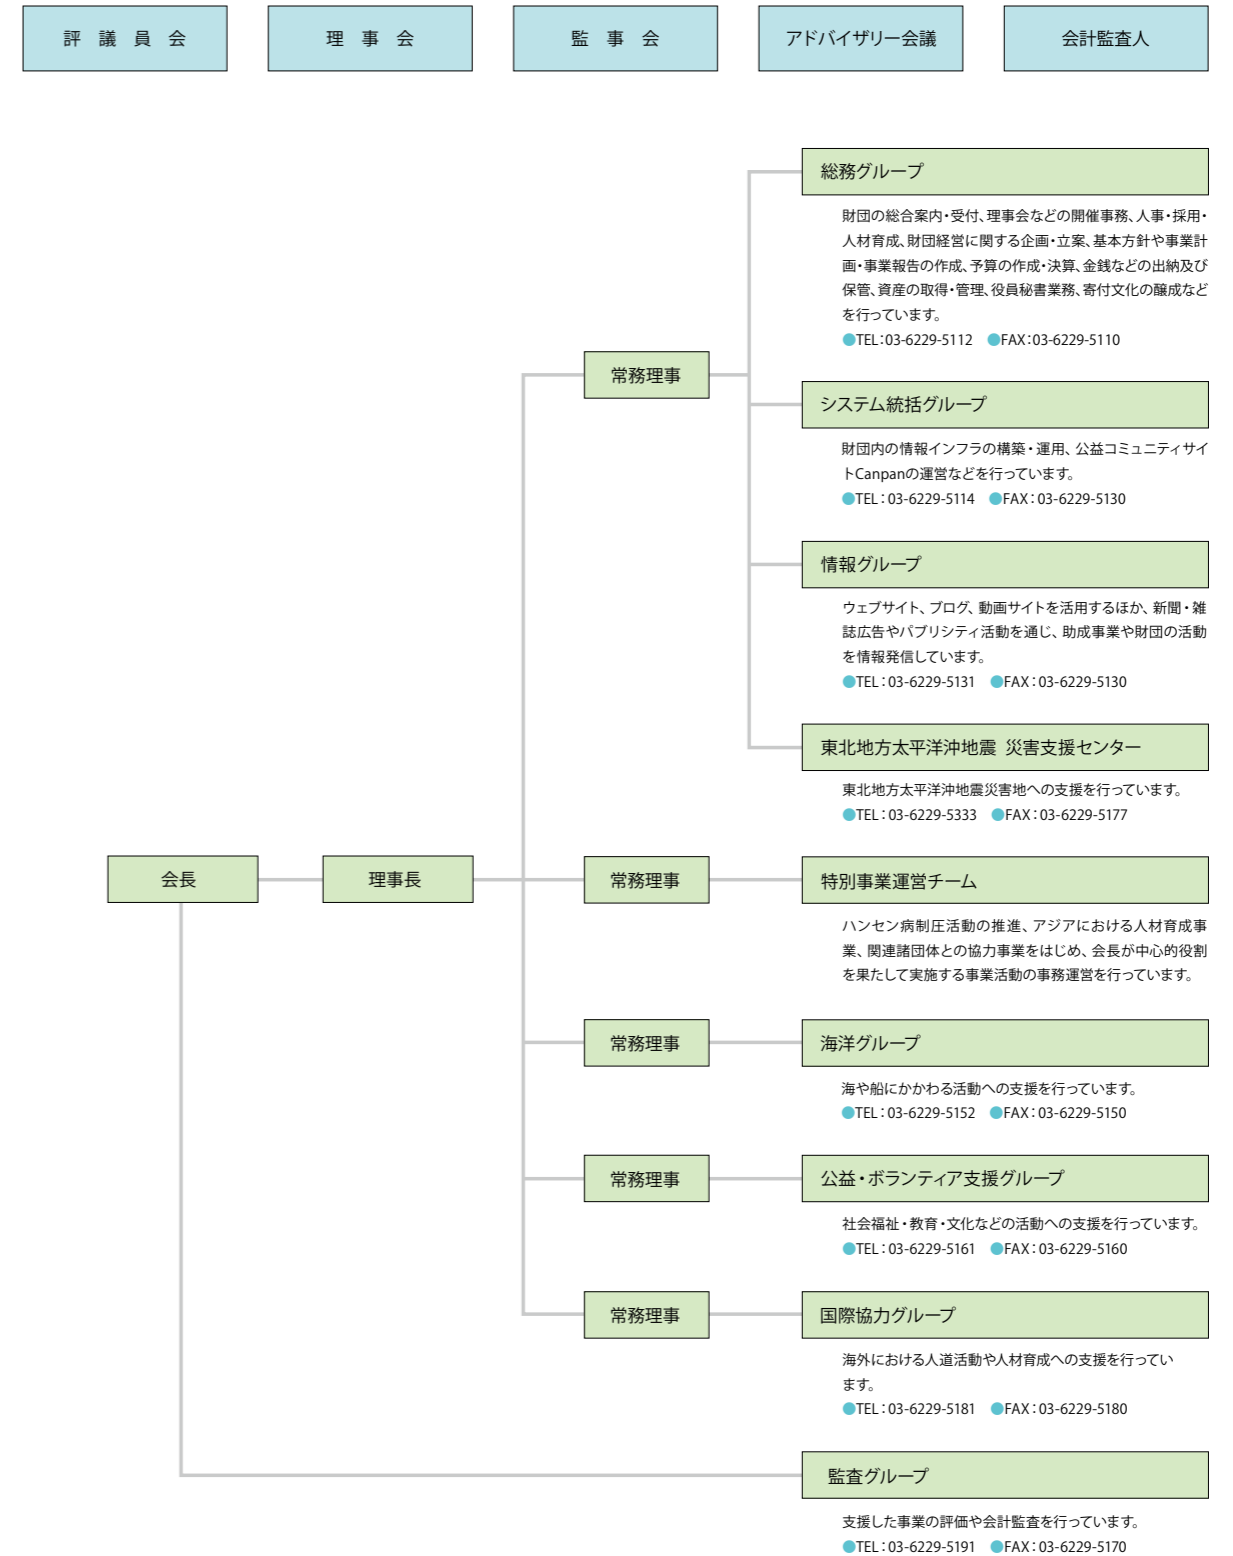 評 議 員 会
理 事 会
監 事 会
アドバイザリー会議
会計監査人
総務グループ
財団の総合案内・受付、理事会などの開催事務、人事・採用・
人材育成、財団経営に関する企画・立案、基本方針や事業計
画・事業報告の作成、予算の作成・決算、金銭などの出納及び
保管、資産の取得・管理、役員秘書業務、寄付文化の醸成など
を行っています。
●TEL:03-6229-5112 ●FAX:03-6229-5110
常務理事
システム統括グループ
財団内の情報インフラの構築・運用、公益コミュニティサイ
トCanpanの運営などを行っています。
●TEL:03-6229-5114 ●FAX:03-6229-5130
情報グループ
ウェブサイト、ブログ、動画サイトを活用するほか、新聞・雑
誌広告やパブリシティ活動を通じ、助成事業や財団の活動
を情報発信しています。
●TEL:03-6229-5131 ●FAX:03-6229-5130
東北地方太平洋沖地震 災害支援センター
東北地方太平洋沖地震災害地への支援を行っています。
●TEL:03-6229-5333 ●FAX:03-6229-5177
会長
理事長
常務理事
特別事業運営チーム
ハンセン病制圧活動の推進、アジアにおける人材育成事
業、関連諸団体との協力事業をはじめ、会長が中心的役割
を果たして実施する事業活動の事務運営を行っています。
常務理事
海洋グループ
海や船にかかわる活動への支援を行っています。
●TEL:03-6229-5152 ●FAX:03-6229-5150
常務理事
公益・ボランティア支援グループ
社会福祉・教育・文化などの活動への支援を行っています。
●TEL:03-6229-5161 ●FAX:03-6229-5160
常務理事
国際協力グループ
海外における人道活動や人材育成への支援を行ってい
ます。
●TEL:03-6229-5181 ●FAX:03-6229-5180
監査グループ
支援した事業の評価や会計監査を行っています。
●TEL:03-6229-5191 ●FAX:03-6229-5170